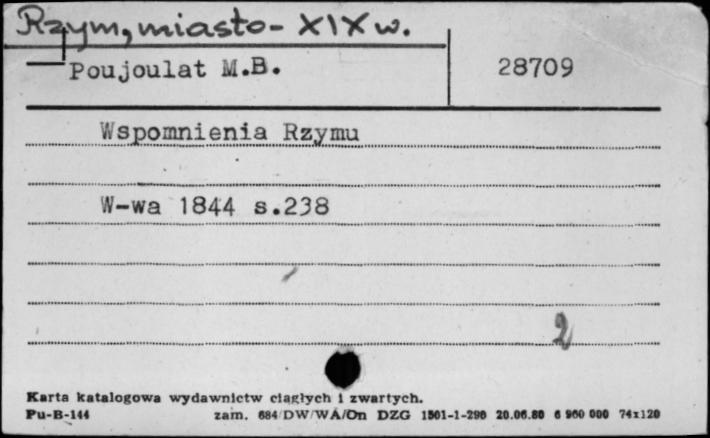 Rzym, miasto - XIX w.
Poujoulat M.B.
28709
Wspomnienia Rzymu
W-wa 1844 s.238
2
Karta katalogowa wydawnictw ciągłych i zwartych.
Pu-B-144 zam. 684/DW/WA/On DZG 1501-1-290 20.06.80 6 960 000 74x120